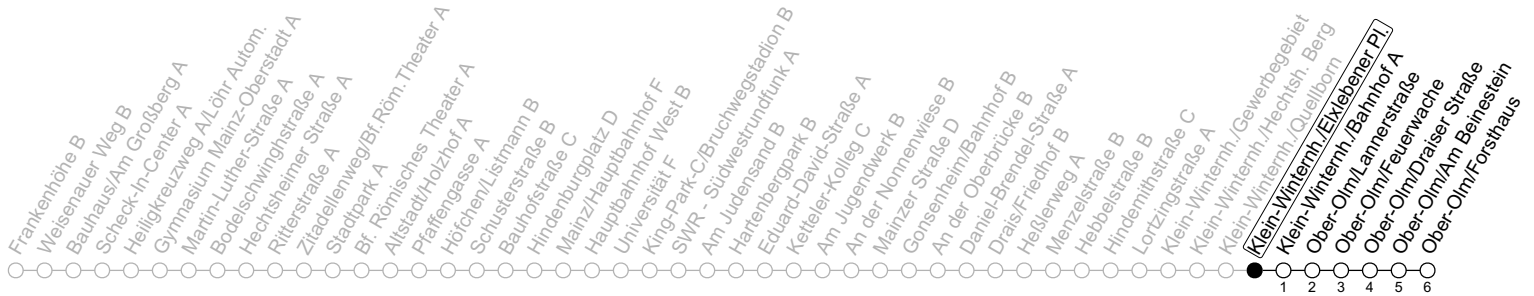 Frankenhöhe B
Weisenauer Weg B
Bauhaus/Am Großberg A
Scheck-In-Center A
Heiligkreuzweg A/Löhr Autom.
Gymnasium Mainz-Oberstadt A
Martin-Luther-Straße A
Bodelschwinghstraße A
Hechtsheimer Straße A
Ritterstraße A
Zitadellenweg/Bf.Röm. Theater A
Stadtpark A
Bf. Römisches Theater A
Altstadt/Holzhof A
Pfaffengasse A
Höfchen/Listmann B
Schusterstraße B
Bauhofstraße C
Hindenburgplatz D
Mainz/Hauptbahnhof F
Hauptbahnhof West B
Universität F
King-Park-C/Bruchwegstadion B
SWR - Südwestrundfunk A
Am Judensand B
Hartenbergpark B
Eduard-David-Straße A
Ketteler-Kolleg C
Am Jugendwerk B
An der Nonnenwiese B
Mainzer Straße D
Gonsenheim/Bahnhof B
An der Oberbrücke B
Daniel-Brendel-Straße A
Drais/Friedhof B
Heßlerweg A
Menzelstraße B
Hebbelstraße B
Hindemithstraße C
Lortzingstraße A
Klein-Winternh./Gewerbegebiet
Klein-Winternh./Hechtsh. Berg
Klein-Winternh./Quellborn
Klein-Winternh./Eixlebener Pl.
Klein-Winternh./Bahnhof A
Ober-Olm/Lannerstraße
Ober-Olm/Feuerwache
Ober-Olm/Draiser Straße
Ober-Olm/Am Beinestein
Ober-Olm/Forsthaus
1 2 3 4 5 6